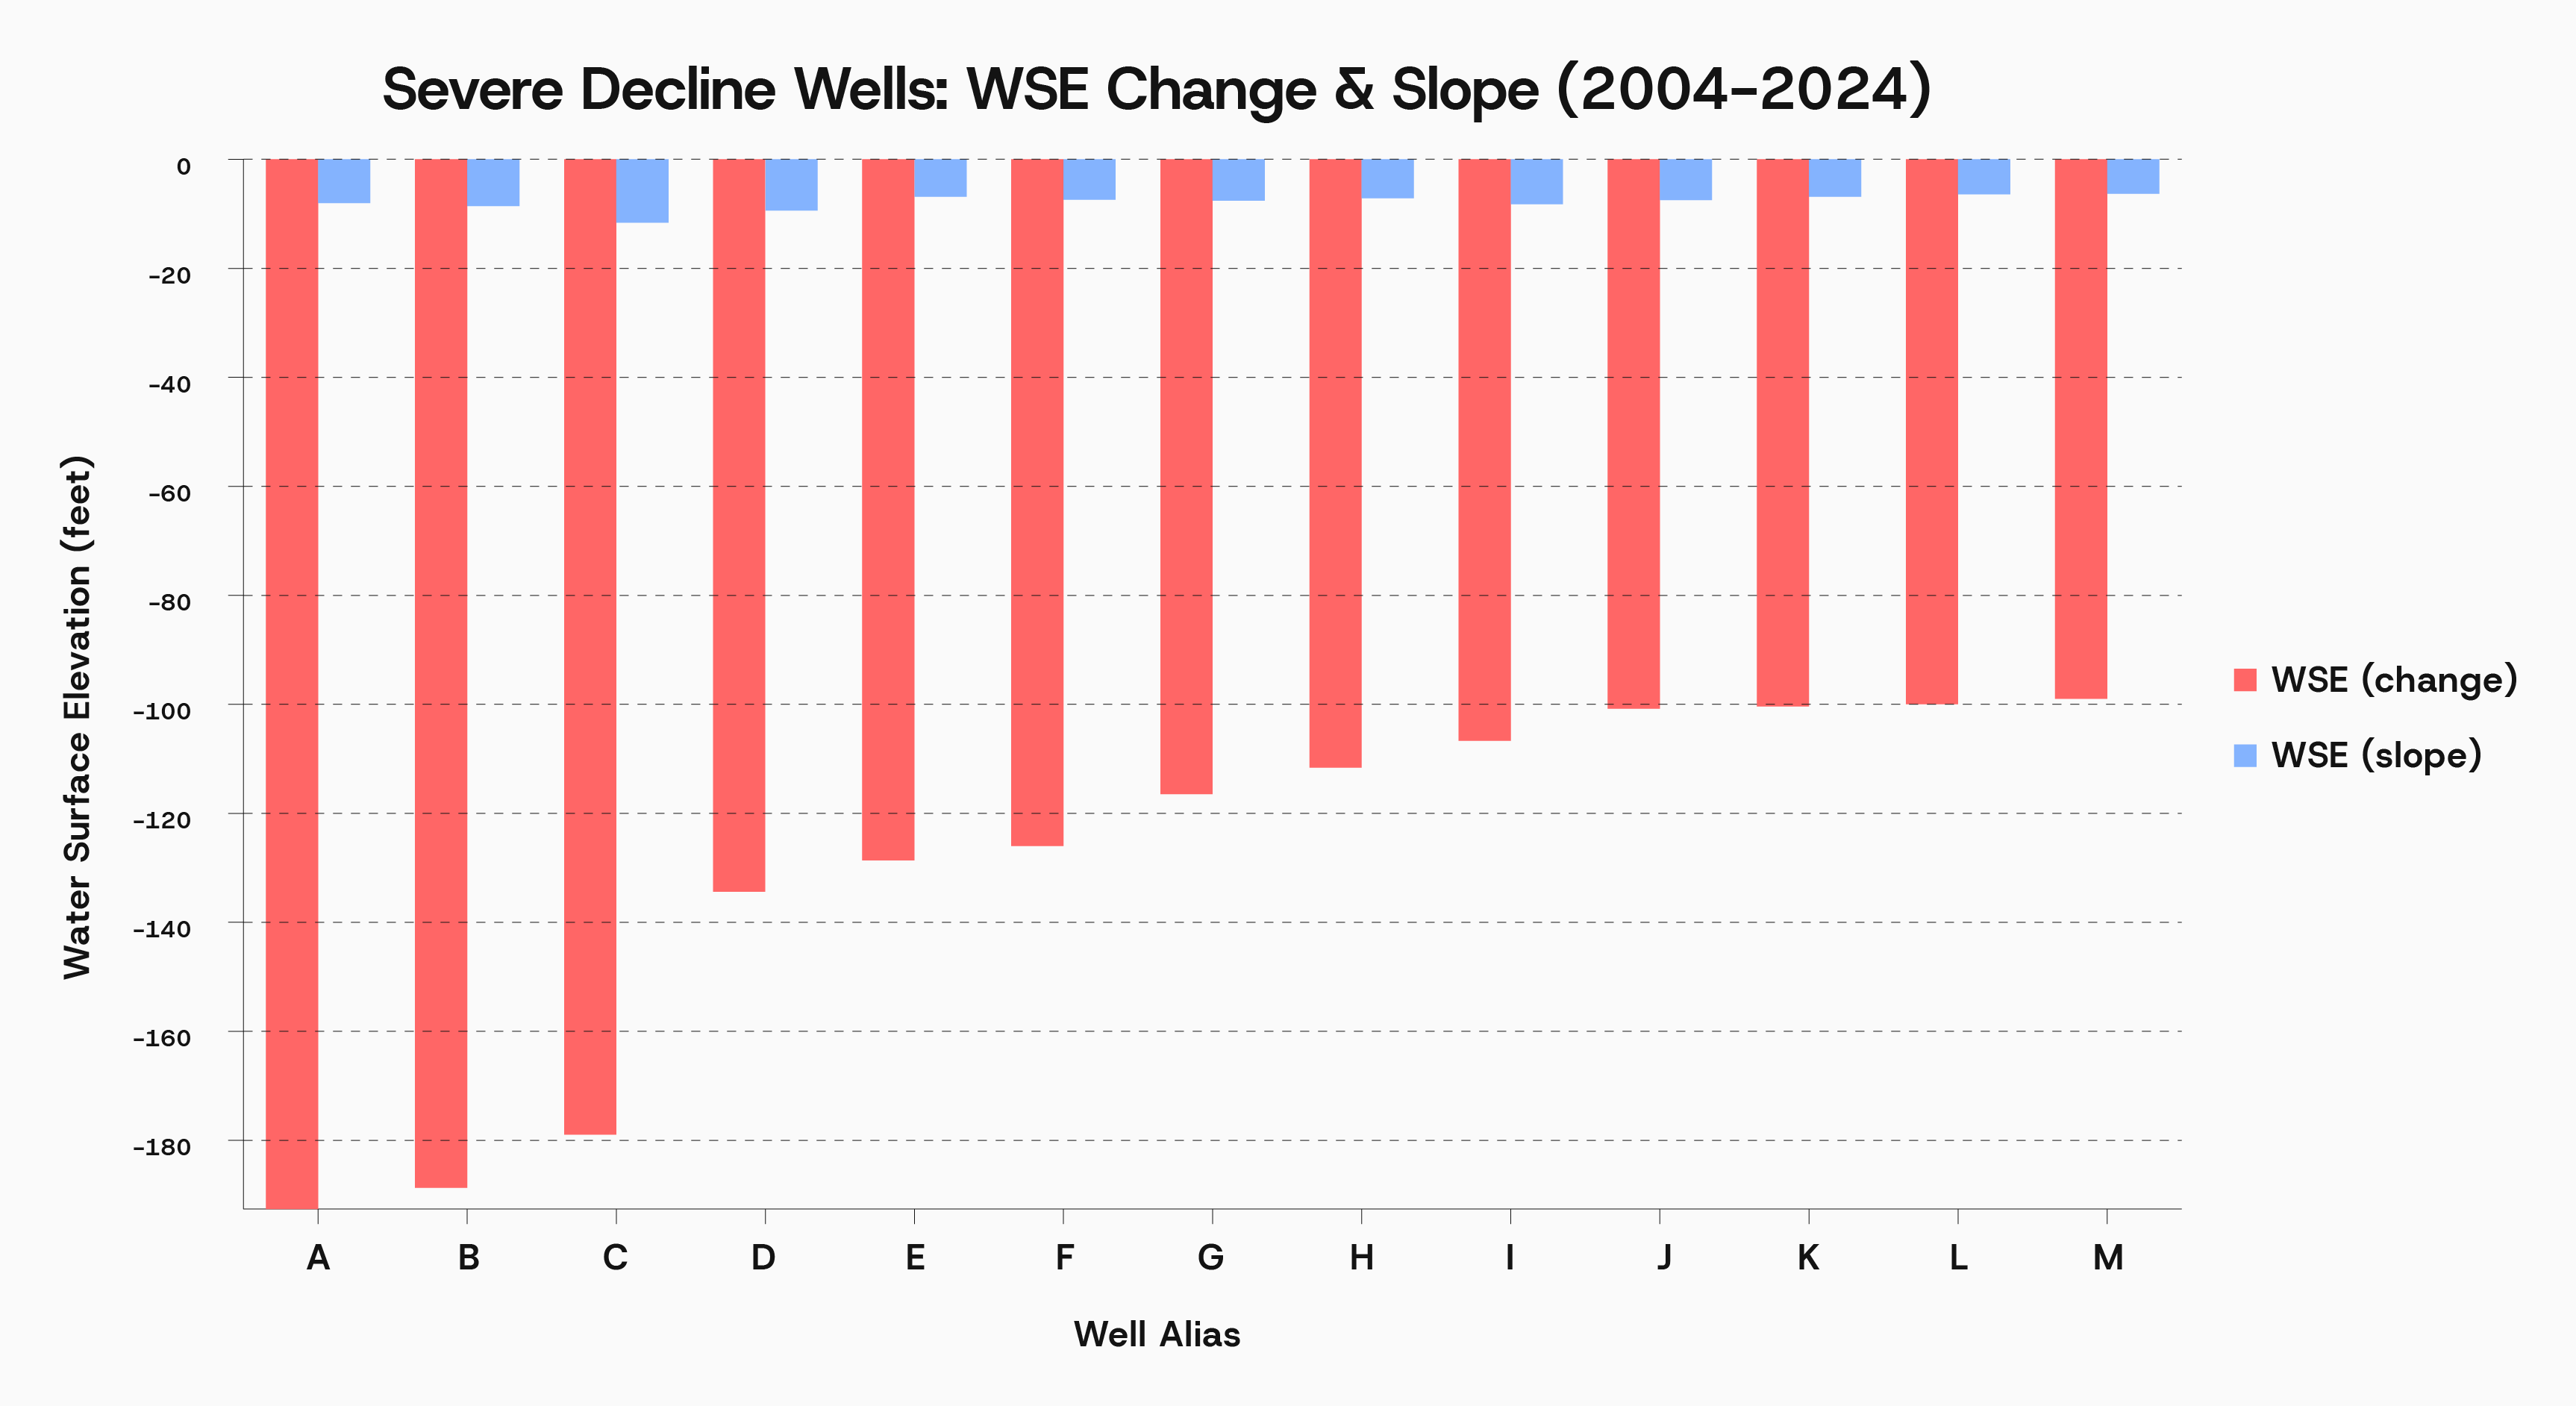 Severe Decline Wells: WSE Change & Slope (2004-2024)
0
-20
-40
-60
-80
-100
-120
-140
-160
-180
Water Surface Elevation (feet)
A B C D E F G H I J K L M
Well Alias
WSE (change)
WSE (slope)